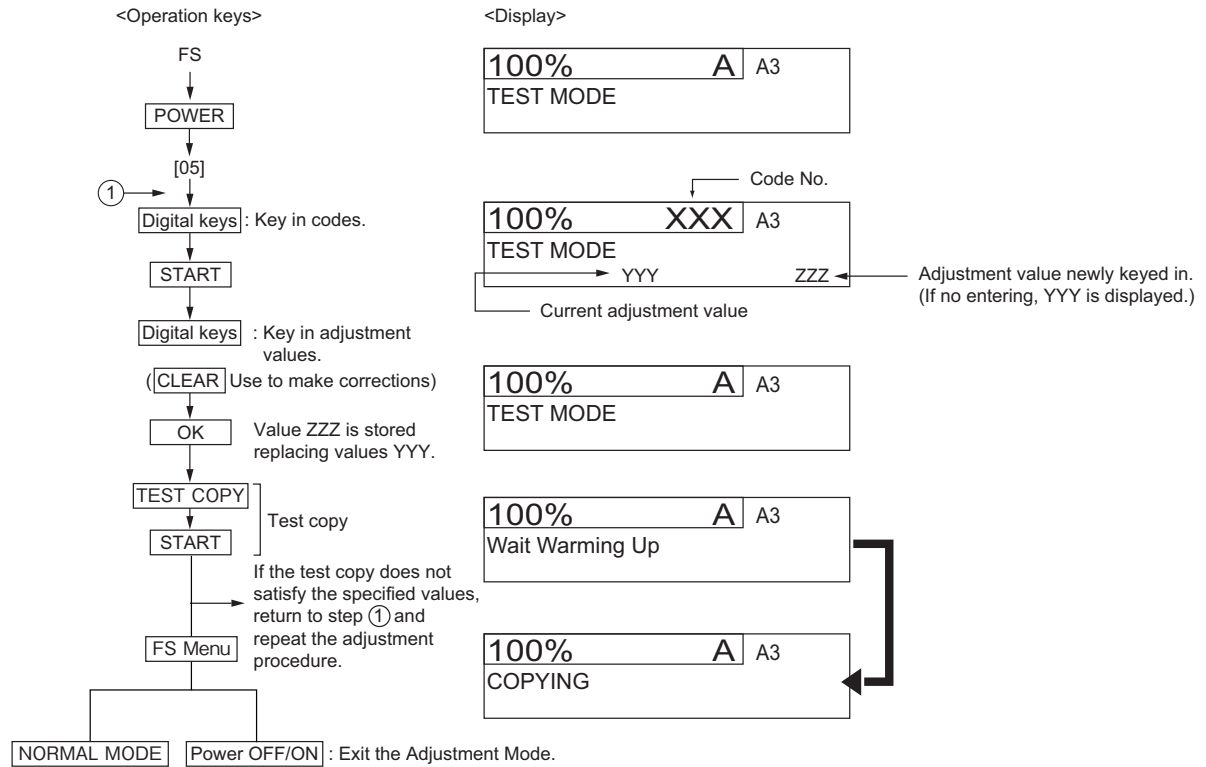 <Operation keys>
FS
POWER
[05]
1
Digital keys : Key in codes.
START
Digital keys : Key in adjustment
values.
(CLEAR Use to make corrections)
OK
Value ZZZ is stored
replacing values YYY.
TEST COPY
START
Test copy
If the test copy does not
satisfy the specified values,
return to step 1 and
repeat the adjustment
procedure.
FS Menu
NORMAL MODE Power OFF/ON : Exit the Adjustment Mode.
<Display>
100% A A3
TEST MODE
Code No.
100% XXX A3
TEST MODE
YYY ZZZ
Adjustment value newly keyed in.
(If no entering, YYY is displayed.)
Current adjustment value
100% A A3
TEST MODE
100% A A3
Wait Warming Up
100% A A3
COPYING